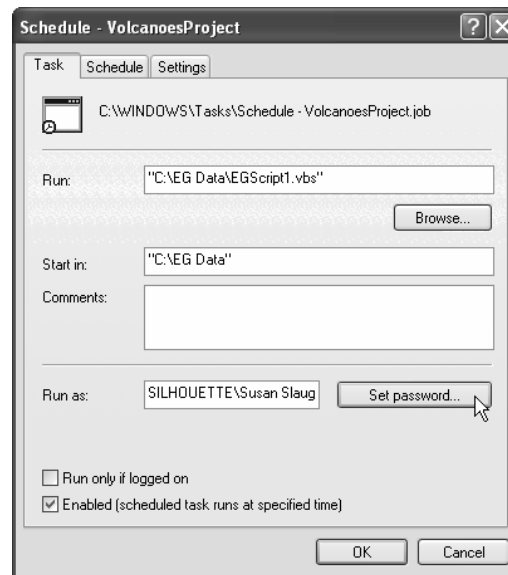 Schedule - VolcanoesProject
Task Schedule Settings
C:\WINDOWS\Tasks\Schedule - VolcanoesProject.job
Run: "C:\EG Data\EGScript1.vbs"
Browse...
Start in: "C:\EG Data"
Comments:
Run as: SILHOUETTE\Susan Slaug Set password...
Run only if logged on
Enabled (scheduled task runs at specified time)
OK Cancel